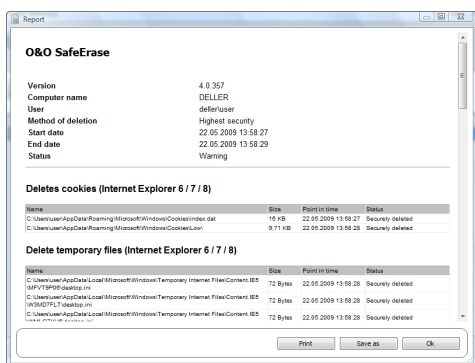 Report
O&O SafeErase
Version 4.0.357
Computer name DELLER
User deller\user
Method of deletion Highest security
Start date 22.05.2009 13:58:27
End date 22.05.2009 13:58:29
Status Warning
Deletes cookies (Internet Explorer 6 / 7 / 8)
Name Size Point in time Status
C:\Users\user\AppData\Roaming\Microsoft\Windows\Cookies\index.dat 16 KB 22.05.2009 13:58:27 Securely deleted
C:\Users\user\AppData\Roaming\Microsoft\Windows\Cookies\Low\ 9,71 KB 22.05.2009 13:58:28 Securely deleted
Delete temporary files (Internet Explorer 6 / 7 / 8)
Name Size Point in time Status
C:\Users\user\AppData\Local\Microsoft\Windows\Temporary Internet Files\Content.IE5
\MFVT9P06\desktop.ini 72 Bytes 22.05.2009 13:58:28 Securely deleted
C:\Users\user\AppData\Local\Microsoft\Windows\Temporary Internet Files\Content.IE5
\W3MD7FLT\desktop.ini 72 Bytes 22.05.2009 13:58:28 Securely deleted
C:\Users\user\AppData\Local\Microsoft\Windows\Temporary Internet Files\Content.IE5
72 Bytes 22.05.2009 13:58:28 Securely deleted
Print Save as Ok